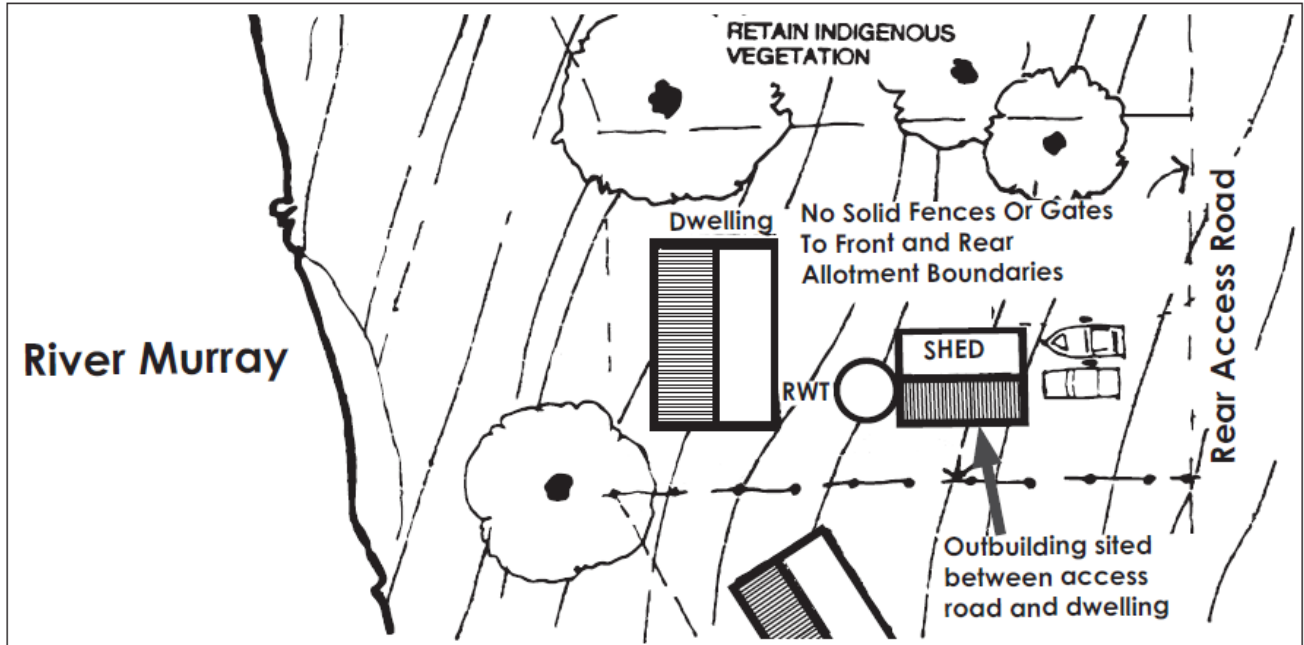 RETAIN INDIGENOUS
VEGETATION
Dwelling
No Solid Fences Or Gates
To Front and Rear
Allotment Boundaries
River Murray
SHED
RWT
Rear Access Road
Outbuilding sited
between access
road and dwelling